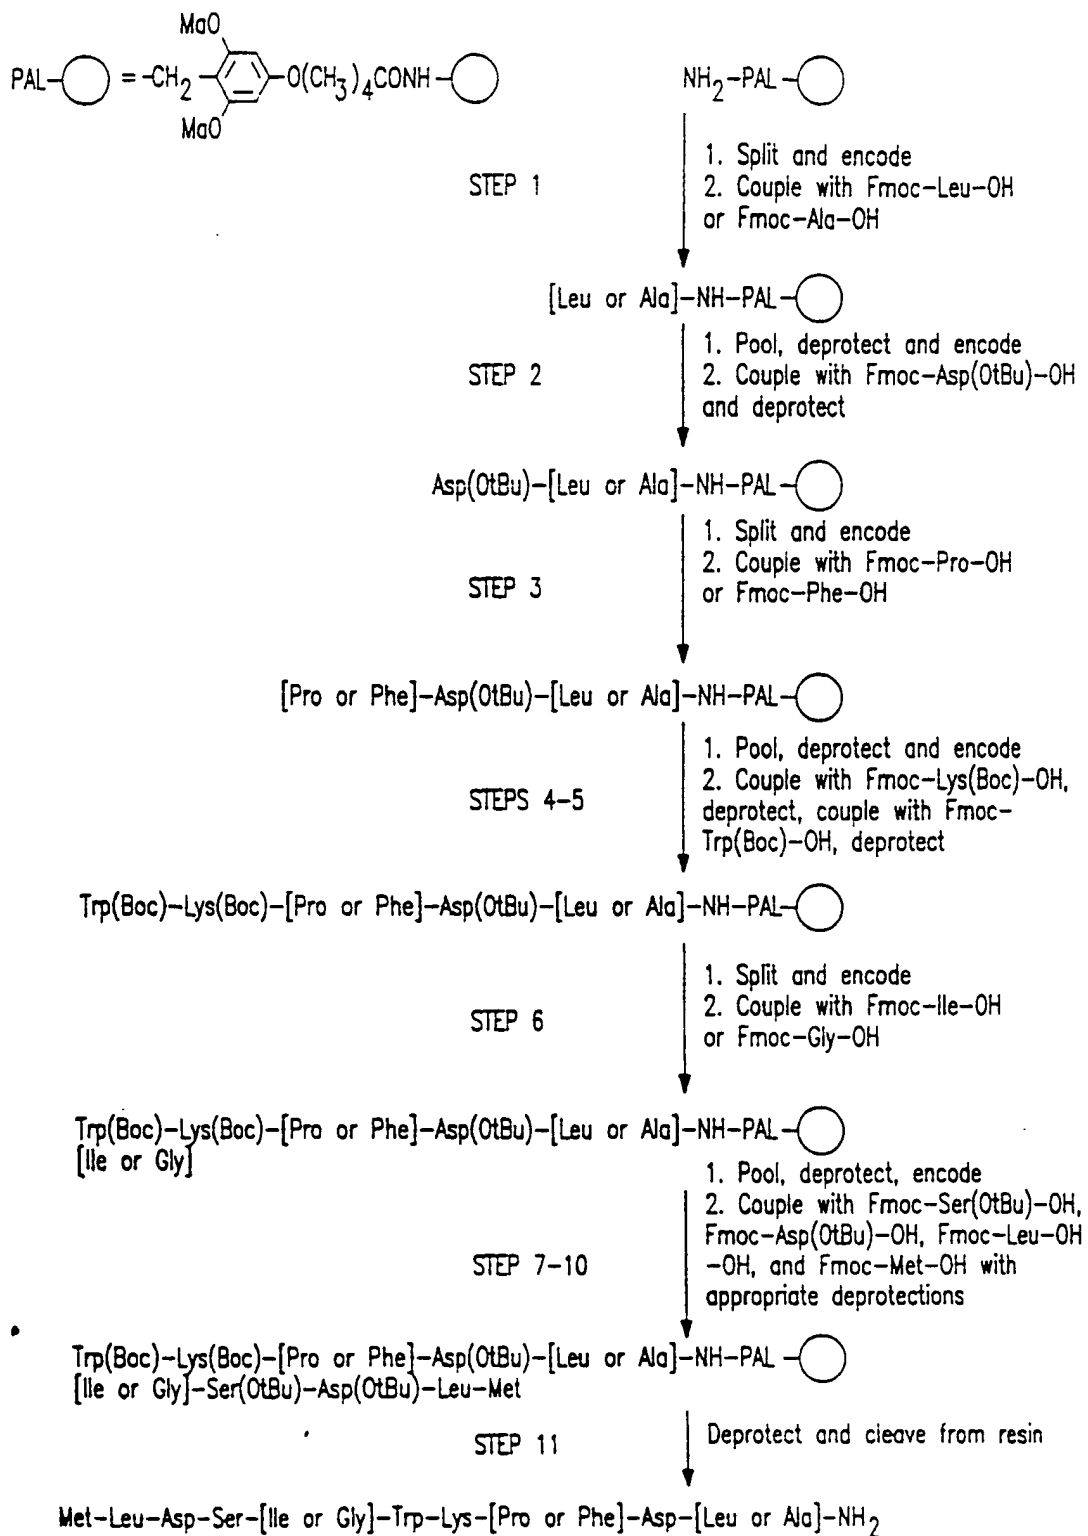 MaO
PAL- =-CH2 -O(CH3)4CONH-
MaO
NH2-PAL-
STEP 1
1. Split and encode
2. Couple with Fmoc-Leu-OH
or Fmoc-Ala-OH
[Leu or Ala]-NH-PAL-
STEP 2
1. Pool, deprotect and encode
2. Couple with Fmoc-Asp(OtBu)-OH
and deprotect
Asp(OtBu)-[Leu or Ala]-NH-PAL-
STEP 3
1. Split and encode
2. Couple with Fmoc-Pro-OH
or Fmoc-Phe-OH
[Pro or Phe]-Asp(OtBu)-[Leu or Ala]-NH-PAL-
STEPS 4-5
1. Pool, deprotect and encode
2. Couple with Fmoc-Lys(Boc)-OH,
deprotect, couple with Fmoc-
Trp(Boc)-OH, deprotect
Trp(Boc)-Lys(Boc)-[Pro or Phe]-Asp(OtBu)-[Leu or Ala]-NH-PAL-
STEP 6
1. Split and encode
2. Couple with Fmoc-Ile-OH
or Fmoc-Gly-OH
Trp(Boc)-Lys(Boc)-[Pro or Phe]-Asp(OtBu)-[Leu or Ala]-NH-PAL-
[Ile or Gly]
STEP 7-10
1. Pool, deprotect, encode
2. Couple with Fmoc-Ser(OtBu)-OH,
Fmoc-Asp(OtBu)-OH, Fmoc-Leu-OH
-OH, and Fmoc-Met-OH with
appropriate deprotections
Trp(Boc)-Lys(Boc)-[Pro or Phe]-Asp(OtBu)-[Leu or Ala]-NH-PAL-
[Ile or Gly]-Ser(OtBu)-Asp(OtBu)-Leu-Met
STEP 11
Deprotect and cleave from resin
Met-Leu-Asp-Ser-[Ile or Gly]-Trp-Lys-[Pro or Phe]-Asp-[Leu or Ala]-NH2